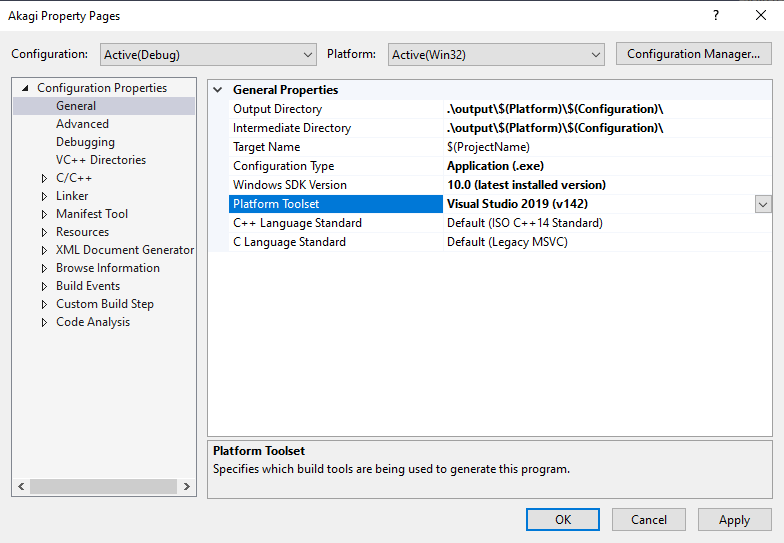 Akagi Property Pages ?
Configuration: Active(Debug) Platform: Active(Win32) Configuration Manager...
Configuration Properties
General
Advanced
Debugging
VC++ Directories
C/C++
Linker
Manifest Tool
Resources
XML Document Generator
Browse Information
Build Events
Custom Build Step
Code Analysis
General Properties
Output Directory .\output\$(Platform)\$(Configuration)\
Intermediate Directory .\output\$(Platform)\$(Configuration)\
Target Name $(ProjectName)
Configuration Type Application (.exe)
Windows SDK Version 10.0 (latest installed version)
Platform Toolset Visual Studio 2019 (v142)
C++ Language Standard Default (ISO C++14 Standard)
C Language Standard Default (Legacy MSVC)
Platform Toolset
Specifies which build tools are being used to generate this program.
OK Cancel Apply